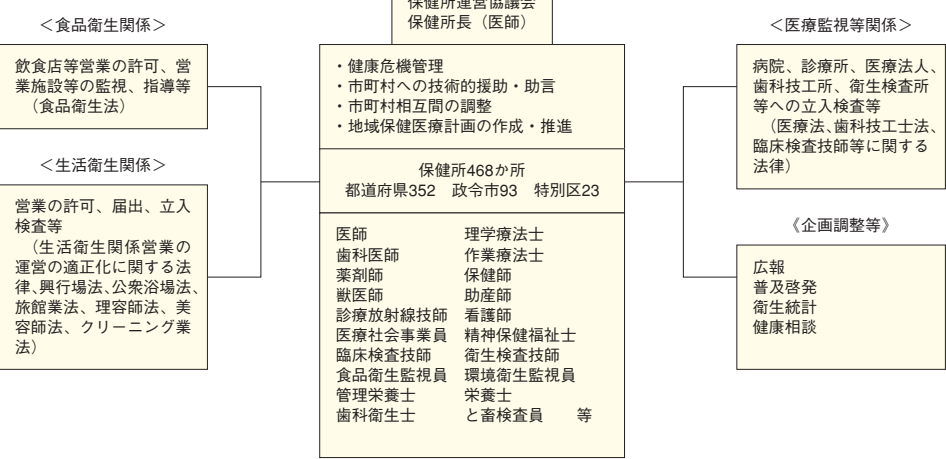 保健所運営協議会
保健所長（医師）
＜食品衛生関係＞
飲食店等営業の許可、営
業施設等の監視、指導等
（食品衛生法）
＜生活衛生関係＞
営業の許可、届出、立入
検査等
（生活衛生関係営業の
運営の適正化に関する法
律、興行場法、公衆浴場法、
旅館業法、理容師法、美
容師法、クリーニング業
法）
・健康危機管理
・市町村への技術的援助・助言
・市町村相互間の調整
・地域保健医療計画の作成・推進
保健所468か所
都道府県352　政令市93　特別区23
医師　理学療法士
歯科医師　作業療法士
薬剤師　保健師
獣医師　助産師
診療放射線技師　看護師
医療社会事業員　精神保健福祉士
臨床検査技師　衛生検査技師
食品衛生監視員　環境衛生監視員
管理栄養士　栄養士
歯科衛生士　と畜検査員　等
＜医療監視等関係＞
病院、診療所、医療法人、
歯科技工所、衛生検査所
等への立入検査等
（医療法、歯科技工士法、
臨床検査技師等に関する
法律）
《企画調整等》
広報
普及啓発
衛生統計
健康相談